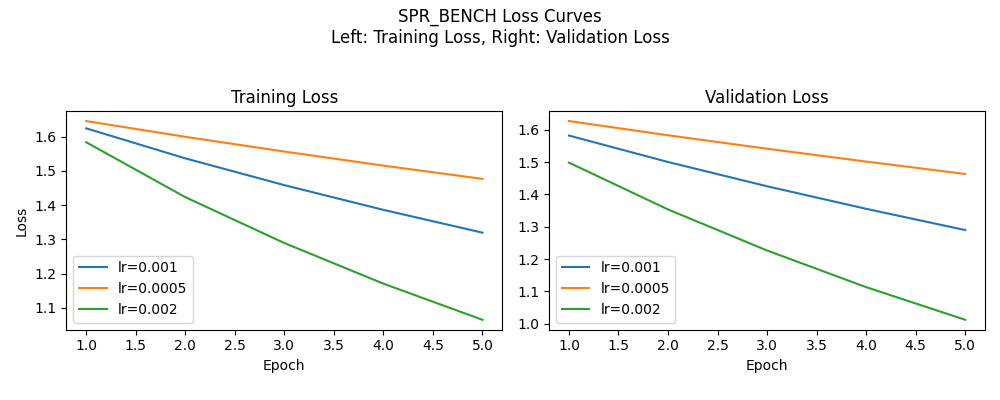 SPR_BENCH Loss Curves
Left: Training Loss, Right: Validation Loss
Training Loss
Loss
1.6
1.5
1.4
1.3
1.2
1.1
lr=0.001
lr=0.0005
lr=0.002
1.0 1.5 2.0 2.5 3.0 3.5 4.0 4.5 5.0
Epoch
Validation Loss
1.6
1.5
1.4
1.3
1.2
1.1
1.0
lr=0.001
lr=0.0005
lr=0.002
1.0 1.5 2.0 2.5 3.0 3.5 4.0 4.5 5.0
Epoch